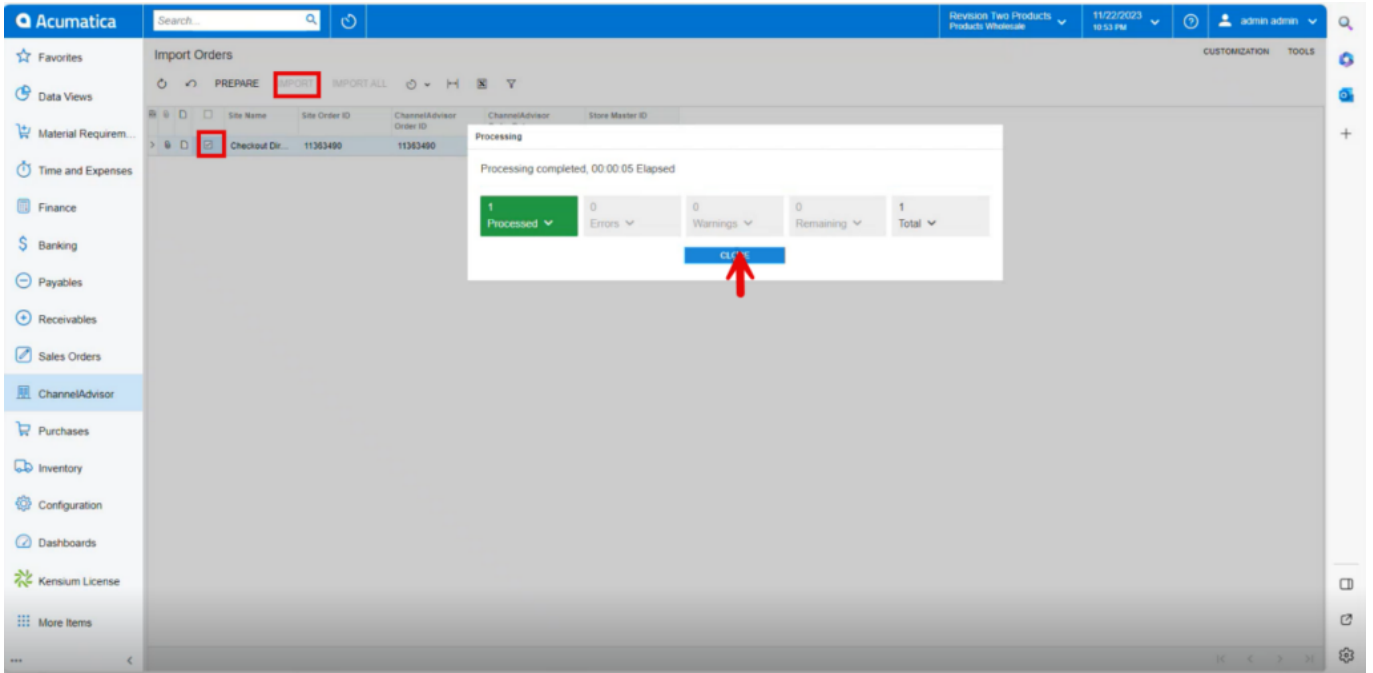 Acumatica
Search...
Revision Two Products
Products Wholesale
11/22/2023
10:53 PM
admin admin
Favorites
Data Views
Material Requirem...
Time and Expenses
Finance
Banking
Payables
Receivables
Sales Orders
ChannelAdvisor
Purchases
Inventory
Configuration
Dashboards
Kensium License
More Items
Import Orders
CUSTOMIZATION TOOLS
PREPARE IMPORT IMPORT ALL
Site Name Site Order ID ChannelAdvisor Order ID ChannelAdvisor Store Master ID
Checkout Dir... 11363490 11363490
Processing
Processing completed, 00:00:05 Elapsed
1 0 0 0 1
Processed Errors Warnings Remaining Total
CLOSE